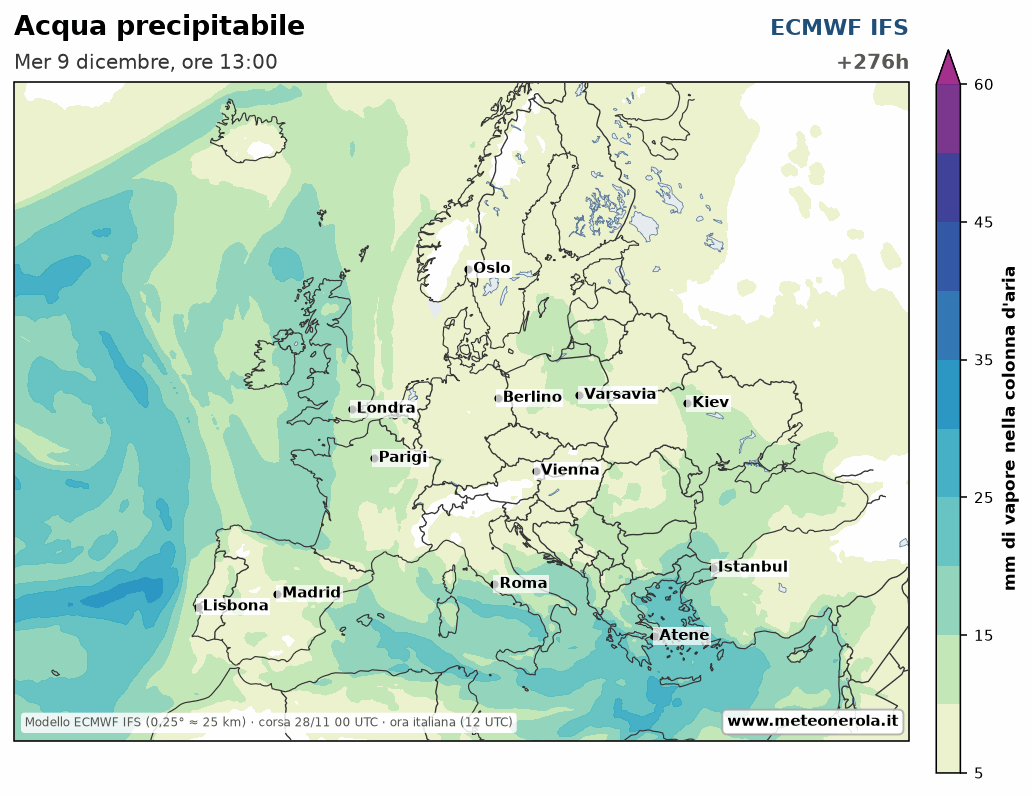 Acqua precipitabile
ECMWF IFS
Mer 9 dicembre, ore 13:00
+276h
60
45
35
25
15
5
mm di vapore nella colonna d'aria
Oslo
Londra
Berlino
Varsavia
Kiev
Parigi
Vienna
Istanbul
Roma
Madrid
Lisbona
Atene
Modello ECMWF IFS (0,25° ≈ 25 km) · corsa 28/11 00 UTC · ora italiana (12 UTC)
www.meteonerola.it